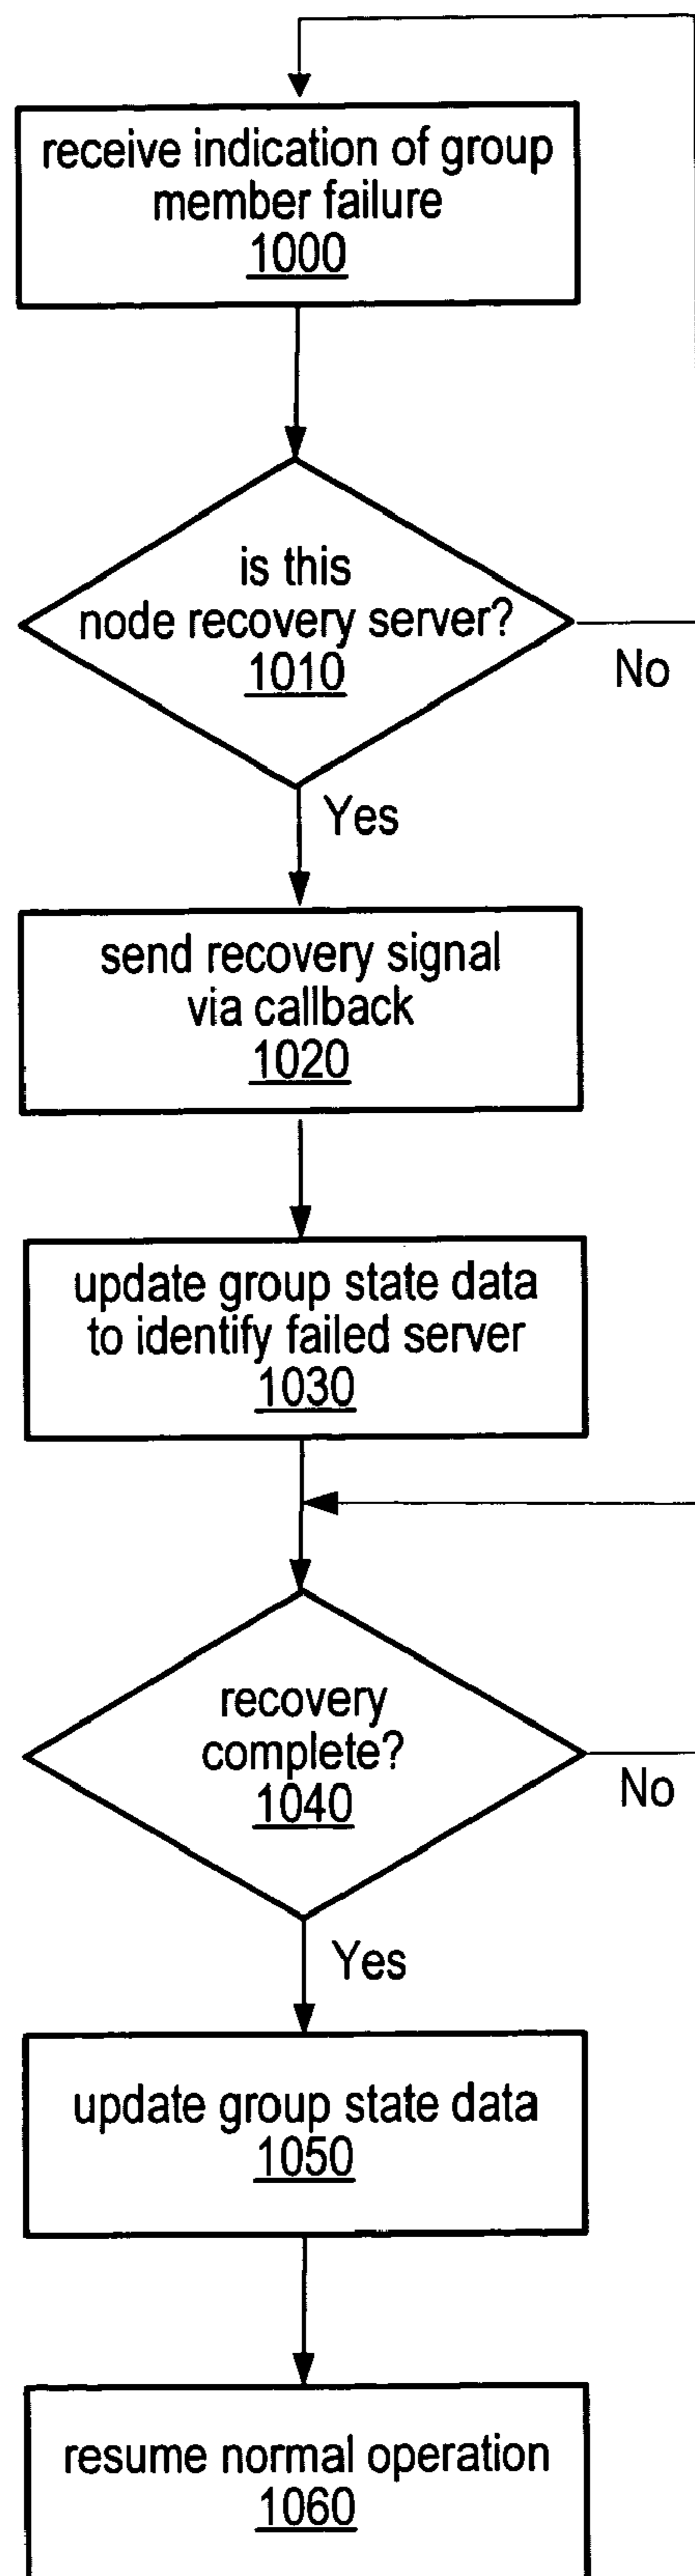 receive indication of group
member failure
1000
is this
node recovery server?
1010
No
Yes
send recovery signal
via callback
1020
update group state data
to identify failed server
1030
recovery
complete?
1040
No
Yes
update group state data
1050
resume normal operation
1060